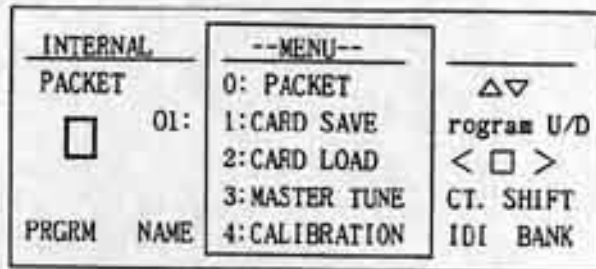 INTERNAL
PACKET
01:
PRGRM NAME
--MENU--
0: PACKET
1:CARD SAVE
2:CARD LOAD
3:MASTER TUNE
4:CALIBRATION
rogram U/D
CT. SHIFT
IDI BANK